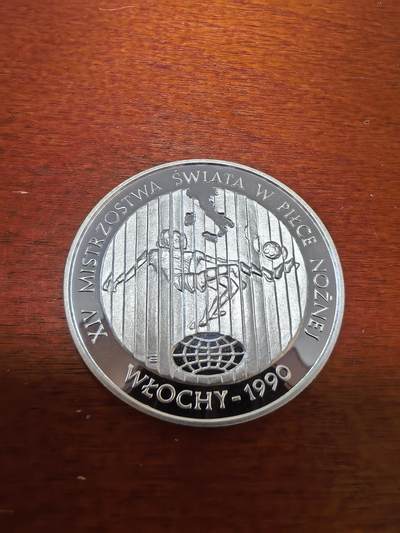 XIV MISTRZOSTWA ŚWIATA W PIŁCE NOŻNEJ
WŁOCHY-1990